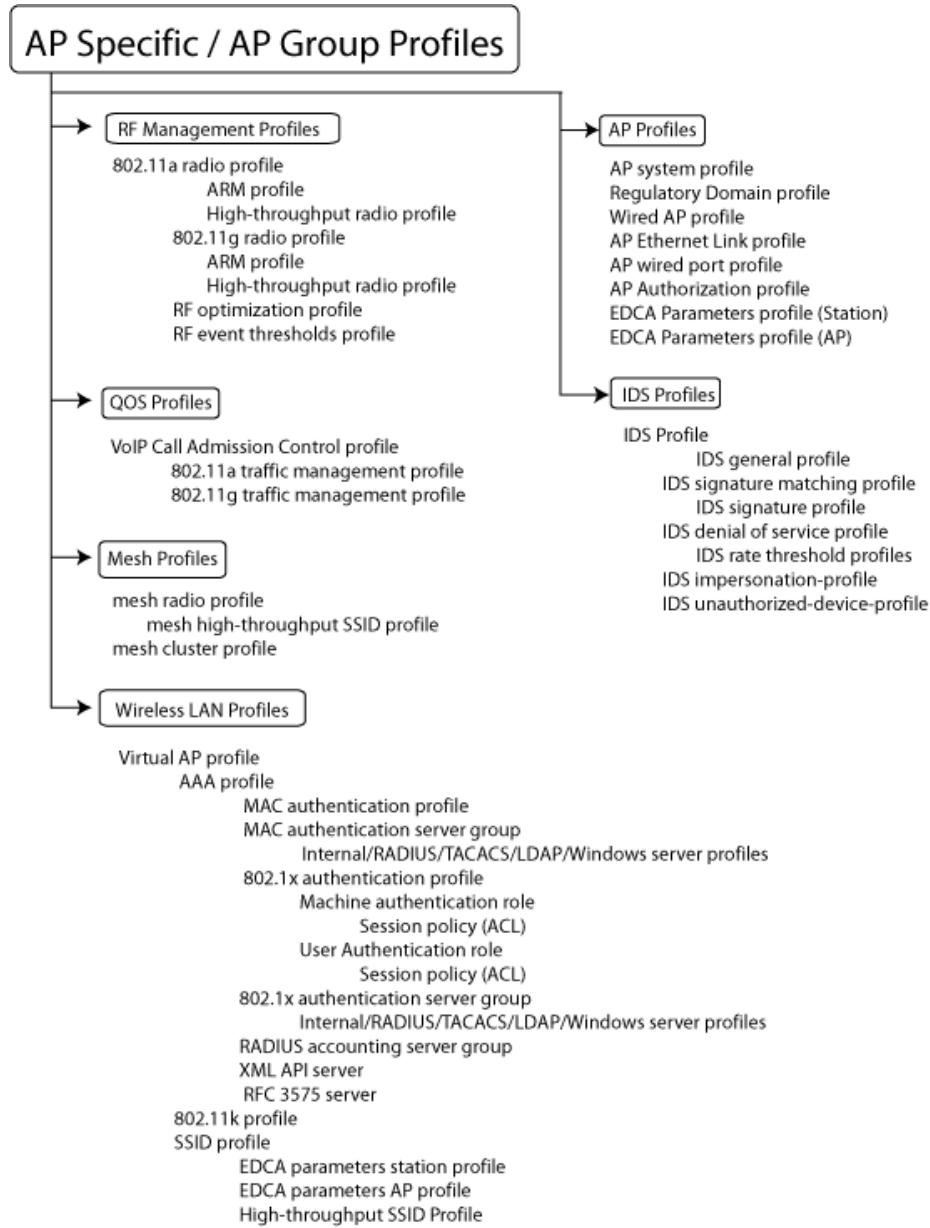 AP Specific / AP Group Profiles
RF Management Profiles
802.11a radio profile
ARM profile
High-throughput radio profile
802.11g radio profile
ARM profile
High-throughput radio profile
RF optimization profile
RF event thresholds profile
QOS Profiles
VoIP Call Admission Control profile
802.11a traffic management profile
802.11g traffic management profile
Mesh Profiles
mesh radio profile
mesh high-throughput SSID profile
mesh cluster profile
Wireless LAN Profiles
Virtual AP profile
AAA profile
MAC authentication profile
MAC authentication server group
Internal/RADIUS/TACACS/LDAP/Windows server profiles
802.1x authentication profile
Machine authentication role
Session policy (ACL)
User Authentication role
Session policy (ACL)
802.1x authentication server group
Internal/RADIUS/TACACS/LDAP/Windows server profiles
RADIUS accounting server group
XML API server
RFC 3575 server
802.11k profile
SSID profile
EDCA parameters station profile
EDCA parameters AP profile
High-throughput SSID Profile
AP Profiles
AP system profile
Regulatory Domain profile
Wired AP profile
AP Ethernet Link profile
AP wired port profile
AP Authorization profile
EDCA Parameters profile (Station)
EDCA Parameters profile (AP)
IDS Profiles
IDS Profile
IDS general profile
IDS signature matching profile
IDS signature profile
IDS denial of service profile
IDS rate threshold profiles
IDS impersonation-profile
IDS unauthorized-device-profile